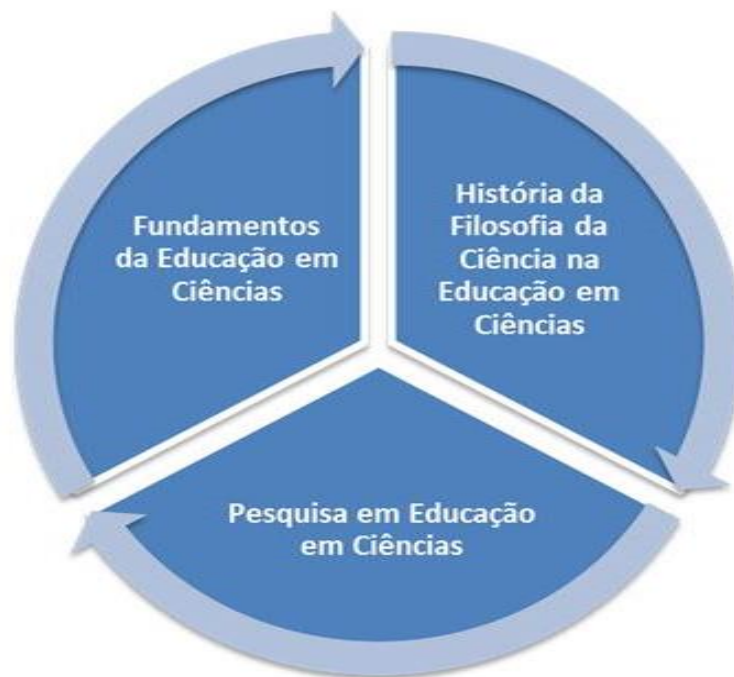 Fundamentos
da Educação em
Ciências
História da
Filosofia da
Ciência na
Educação em
Ciências
Pesquisa em Educação
em Ciências